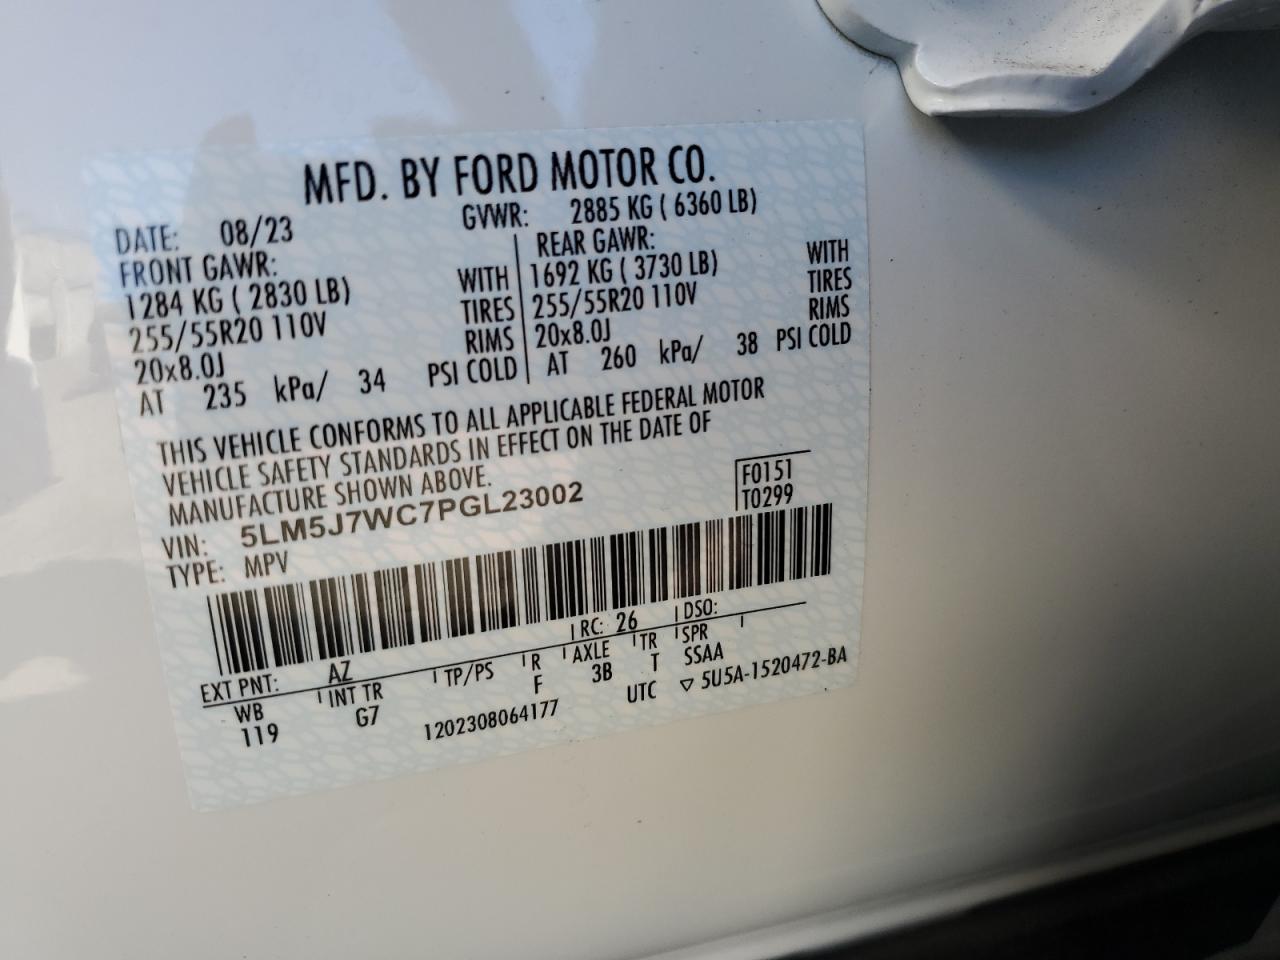 MFD. BY FORD MOTOR CO.
DATE: 08/23 GVWR: 2885 KG ( 6360 LB)
FRONT GAWR:
1284 KG ( 2830 LB) WITH
255/55R20 110V TIRES
20x8.0J RIMS
AT 235 kPa/ 34 PSI COLD
REAR GAWR:
1692 KG ( 3730 LB) WITH
255/55R20 110V TIRES
20x8.0J RIMS
AT 260 kPa/ 38 PSI COLD
THIS VEHICLE CONFORMS TO ALL APPLICABLE FEDERAL MOTOR
VEHICLE SAFETY STANDARDS IN EFFECT ON THE DATE OF
MANUFACTURE SHOWN ABOVE.
VIN: 5LM5J7WC7PGL23002
TYPE: MPV
F0151
T0299
EXT PNT: AZ RC: 26 DSO:
WB INT TR TP/PS R AXLE TR SPR
119 G7 F 3B T SSAA
1202308064177 UTC ▽ 5U5A-1520472-BA